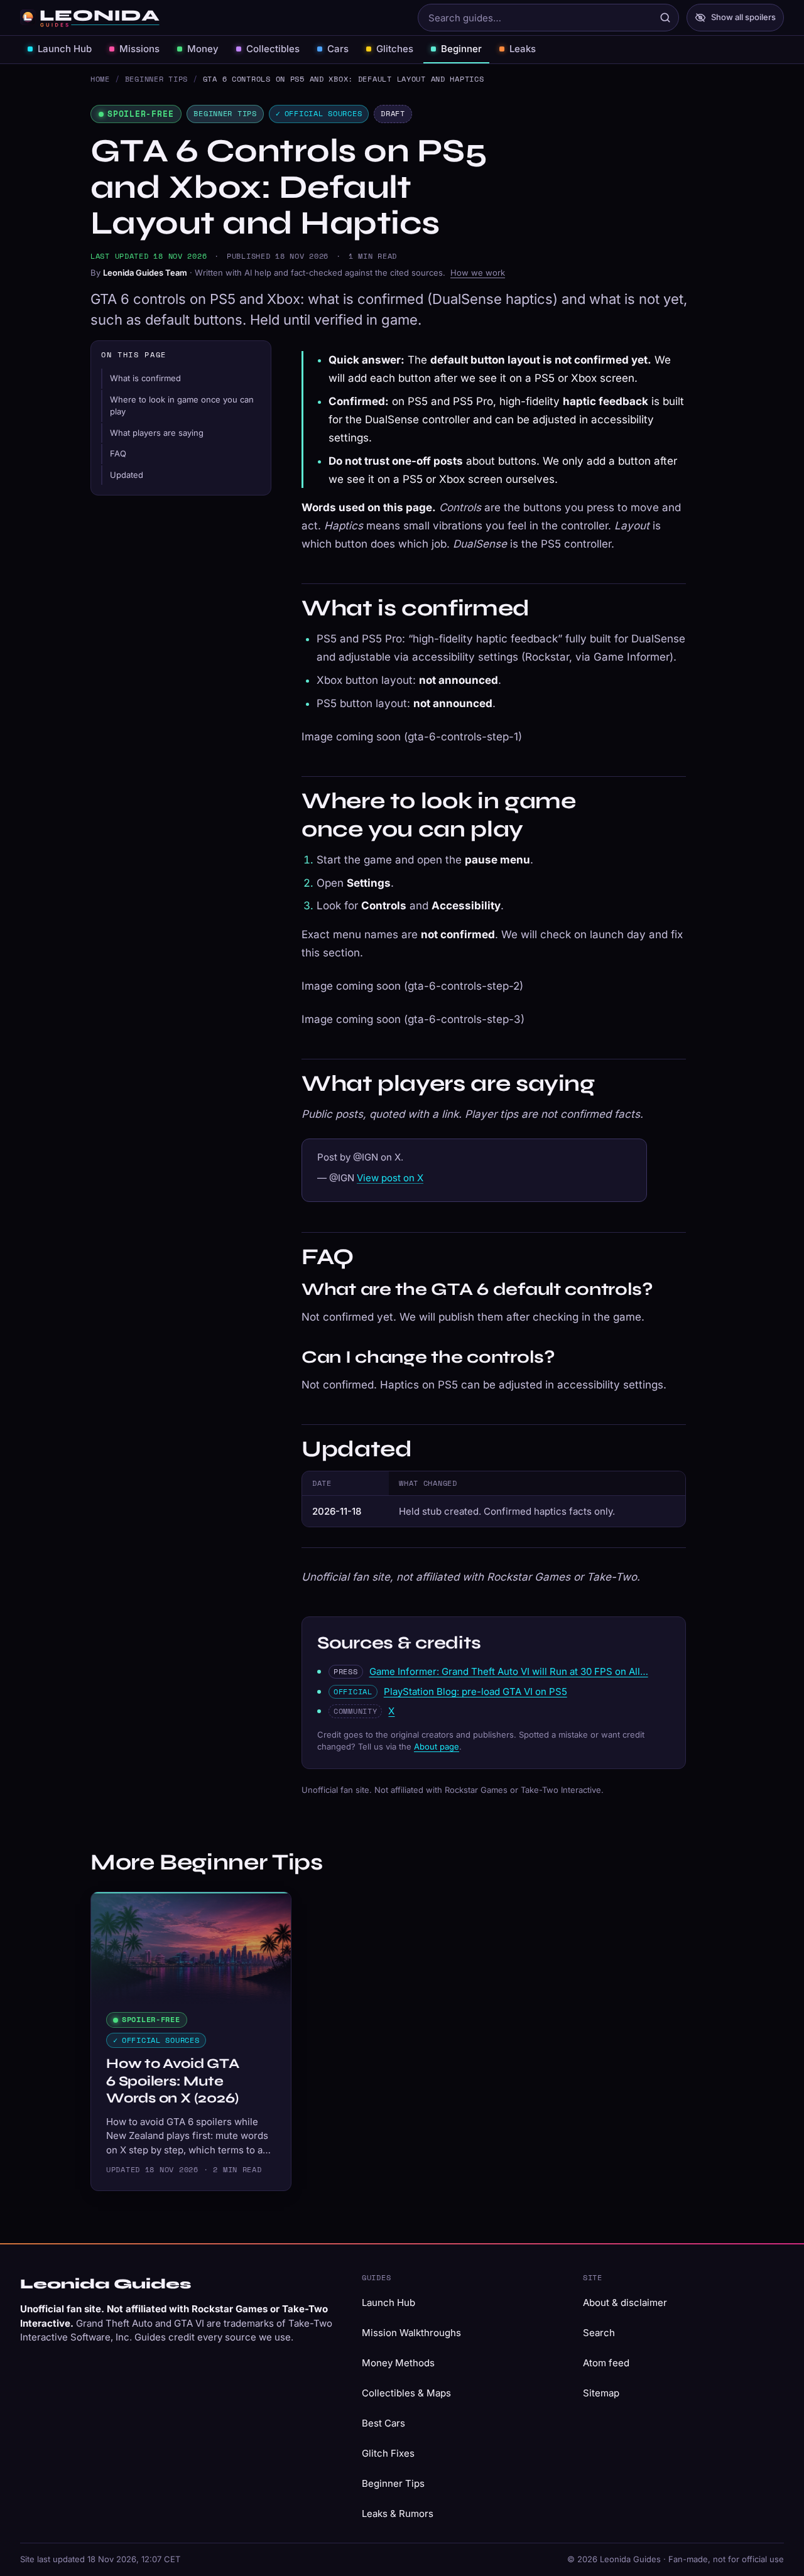 LEONIDA
GUIDES
Search guides...
Show all spoilers
Launch Hub
Missions
Money
Collectibles
Cars
Glitches
Beginner
Leaks
HOME / BEGINNER TIPS / GTA 6 CONTROLS ON PS5 AND XBOX: DEFAULT LAYOUT AND HAPTICS
SPOILER-FREE
BEGINNER TIPS
✓ OFFICIAL SOURCES
DRAFT
GTA 6 Controls on PS5
and Xbox: Default
Layout and Haptics
LAST UPDATED 18 NOV 2026 · PUBLISHED 18 NOV 2026 · 1 MIN READ
By Leonida Guides Team · Written with AI help and fact-checked against the cited sources. How we work
GTA 6 controls on PS5 and Xbox: what is confirmed (DualSense haptics) and what is not yet,
such as default buttons. Held until verified in game.
ON THIS PAGE
What is confirmed
Where to look in game once you can
play
What players are saying
FAQ
Updated
• Quick answer: The default button layout is not confirmed yet. We
will add each button after we see it on a PS5 or Xbox screen.
• Confirmed: on PS5 and PS5 Pro, high-fidelity haptic feedback is built
for the DualSense controller and can be adjusted in accessibility
settings.
• Do not trust one-off posts about buttons. We only add a button after
we see it on a PS5 or Xbox screen ourselves.
Words used on this page. Controls are the buttons you press to move and
act. Haptics means small vibrations you feel in the controller. Layout is
which button does which job. DualSense is the PS5 controller.
What is confirmed
• PS5 and PS5 Pro: “high-fidelity haptic feedback” fully built for DualSense
and adjustable via accessibility settings (Rockstar, via Game Informer).
• Xbox button layout: not announced.
• PS5 button layout: not announced.
Image coming soon (gta-6-controls-step-1)
Where to look in game
once you can play
1. Start the game and open the pause menu.
2. Open Settings.
3. Look for Controls and Accessibility.
Exact menu names are not confirmed. We will check on launch day and fix
this section.
Image coming soon (gta-6-controls-step-2)
Image coming soon (gta-6-controls-step-3)
What players are saying
Public posts, quoted with a link. Player tips are not confirmed facts.
Post by @IGN on X.
— @IGN View post on X
FAQ
What are the GTA 6 default controls?
Not confirmed yet. We will publish them after checking in the game.
Can I change the controls?
Not confirmed. Haptics on PS5 can be adjusted in accessibility settings.
Updated
DATE
WHAT CHANGED
2026-11-18
Held stub created. Confirmed haptics facts only.
Unofficial fan site, not affiliated with Rockstar Games or Take-Two.
Sources & credits
• PRESS Game Informer: Grand Theft Auto VI will Run at 30 FPS on All...
• OFFICIAL PlayStation Blog: pre-load GTA VI on PS5
• COMMUNITY X
Credit goes to the original creators and publishers. Spotted a mistake or want credit
changed? Tell us via the About page.
Unofficial fan site. Not affiliated with Rockstar Games or Take-Two Interactive.
More Beginner Tips
SPOILER-FREE
✓ OFFICIAL SOURCES
How to Avoid GTA
6 Spoilers: Mute
Words on X (2026)
How to avoid GTA 6 spoilers while
New Zealand plays first: mute words
on X step by step, which terms to a...
UPDATED 18 NOV 2026 · 2 MIN READ
Leonida Guides
Unofficial fan site. Not affiliated with Rockstar Games or Take-Two
Interactive. Grand Theft Auto and GTA VI are trademarks of Take-Two
Interactive Software, Inc. Guides credit every source we use.
GUIDES
Launch Hub
Mission Walkthroughs
Money Methods
Collectibles & Maps
Best Cars
Glitch Fixes
Beginner Tips
Leaks & Rumors
SITE
About & disclaimer
Search
Atom feed
Sitemap
Site last updated 18 Nov 2026, 12:07 CET
© 2026 Leonida Guides · Fan-made, not for official use